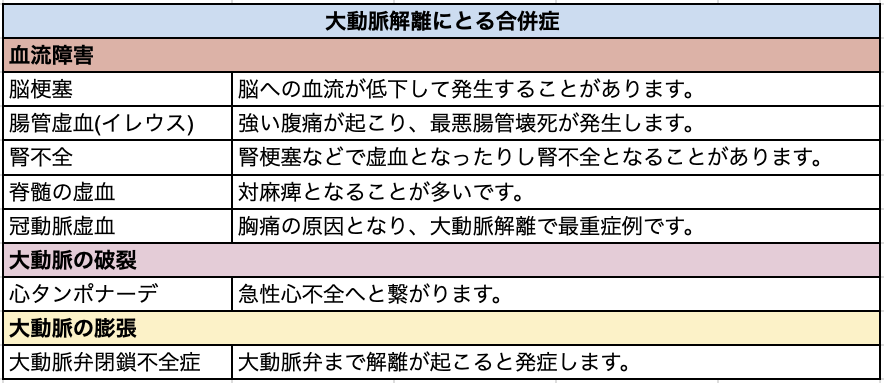 大動脈解離にとる合併症
血流障害
脳梗塞 脳への血流が低下して発生することがあります。
腸管虚血(イレウス) 強い腹痛が起こり、最悪腸管壊死が発生します。
腎不全 腎梗塞などで虚血となったりし腎不全となることがあります。
脊髄の虚血 対麻痺となることが多いです。
冠動脈虚血 胸痛の原因となり、大動脈解離で最重症例です。
大動脈の破裂
心タンポナーデ 急性心不全へと繋がります。
大動脈の膨張
大動脈弁閉鎖不全症 大動脈弁まで解離が起こると発症します。